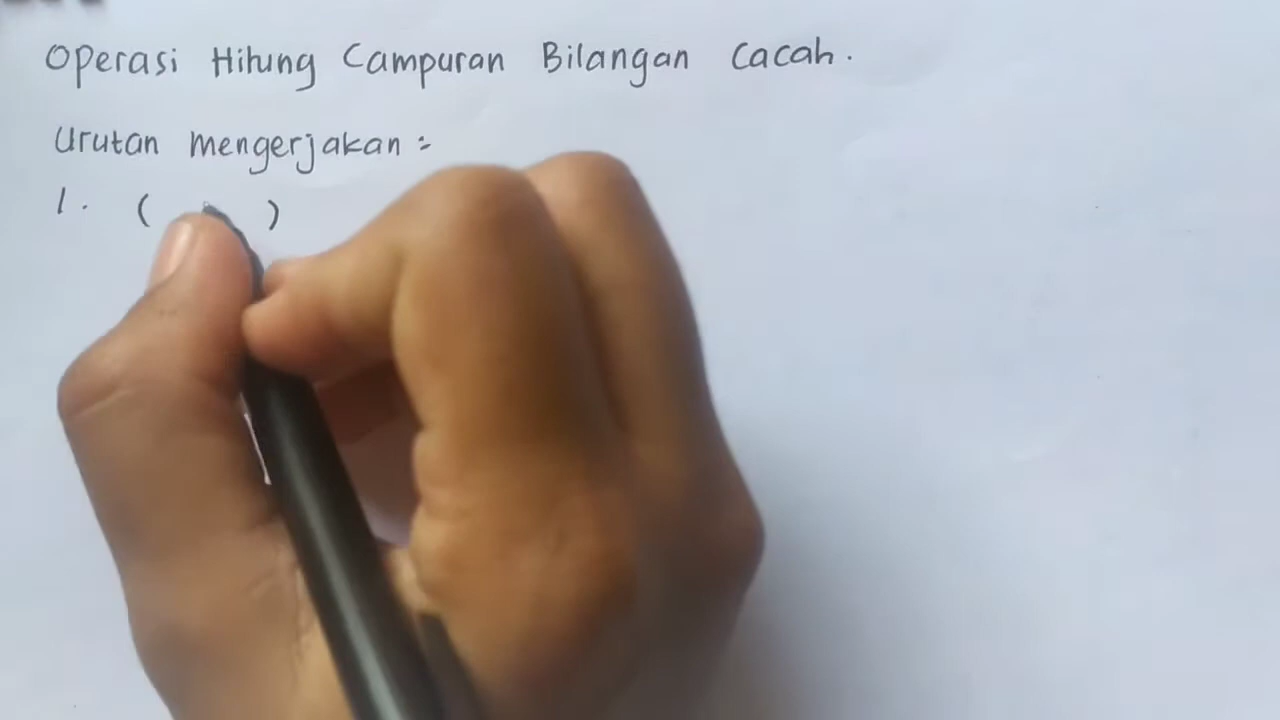 Operasi Hitung Campuran Bilangan Cacah.
Urutan mengerjakan :
1. ( )